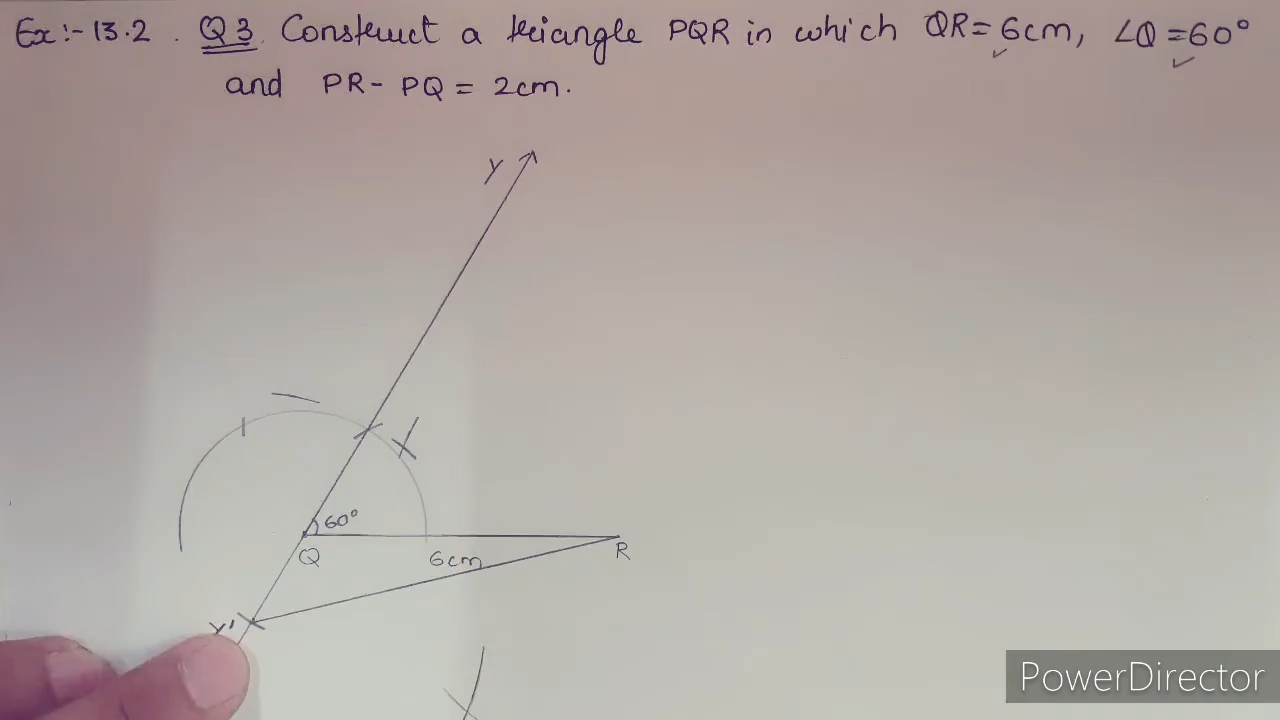 Ex:- 13.2 . Q3. Construct a triangle PQR in which QR = 6cm, ∠Q = 60°
and PR - PQ = 2cm.
Y
60°
Q
6cm
R
Y'
PowerDirector